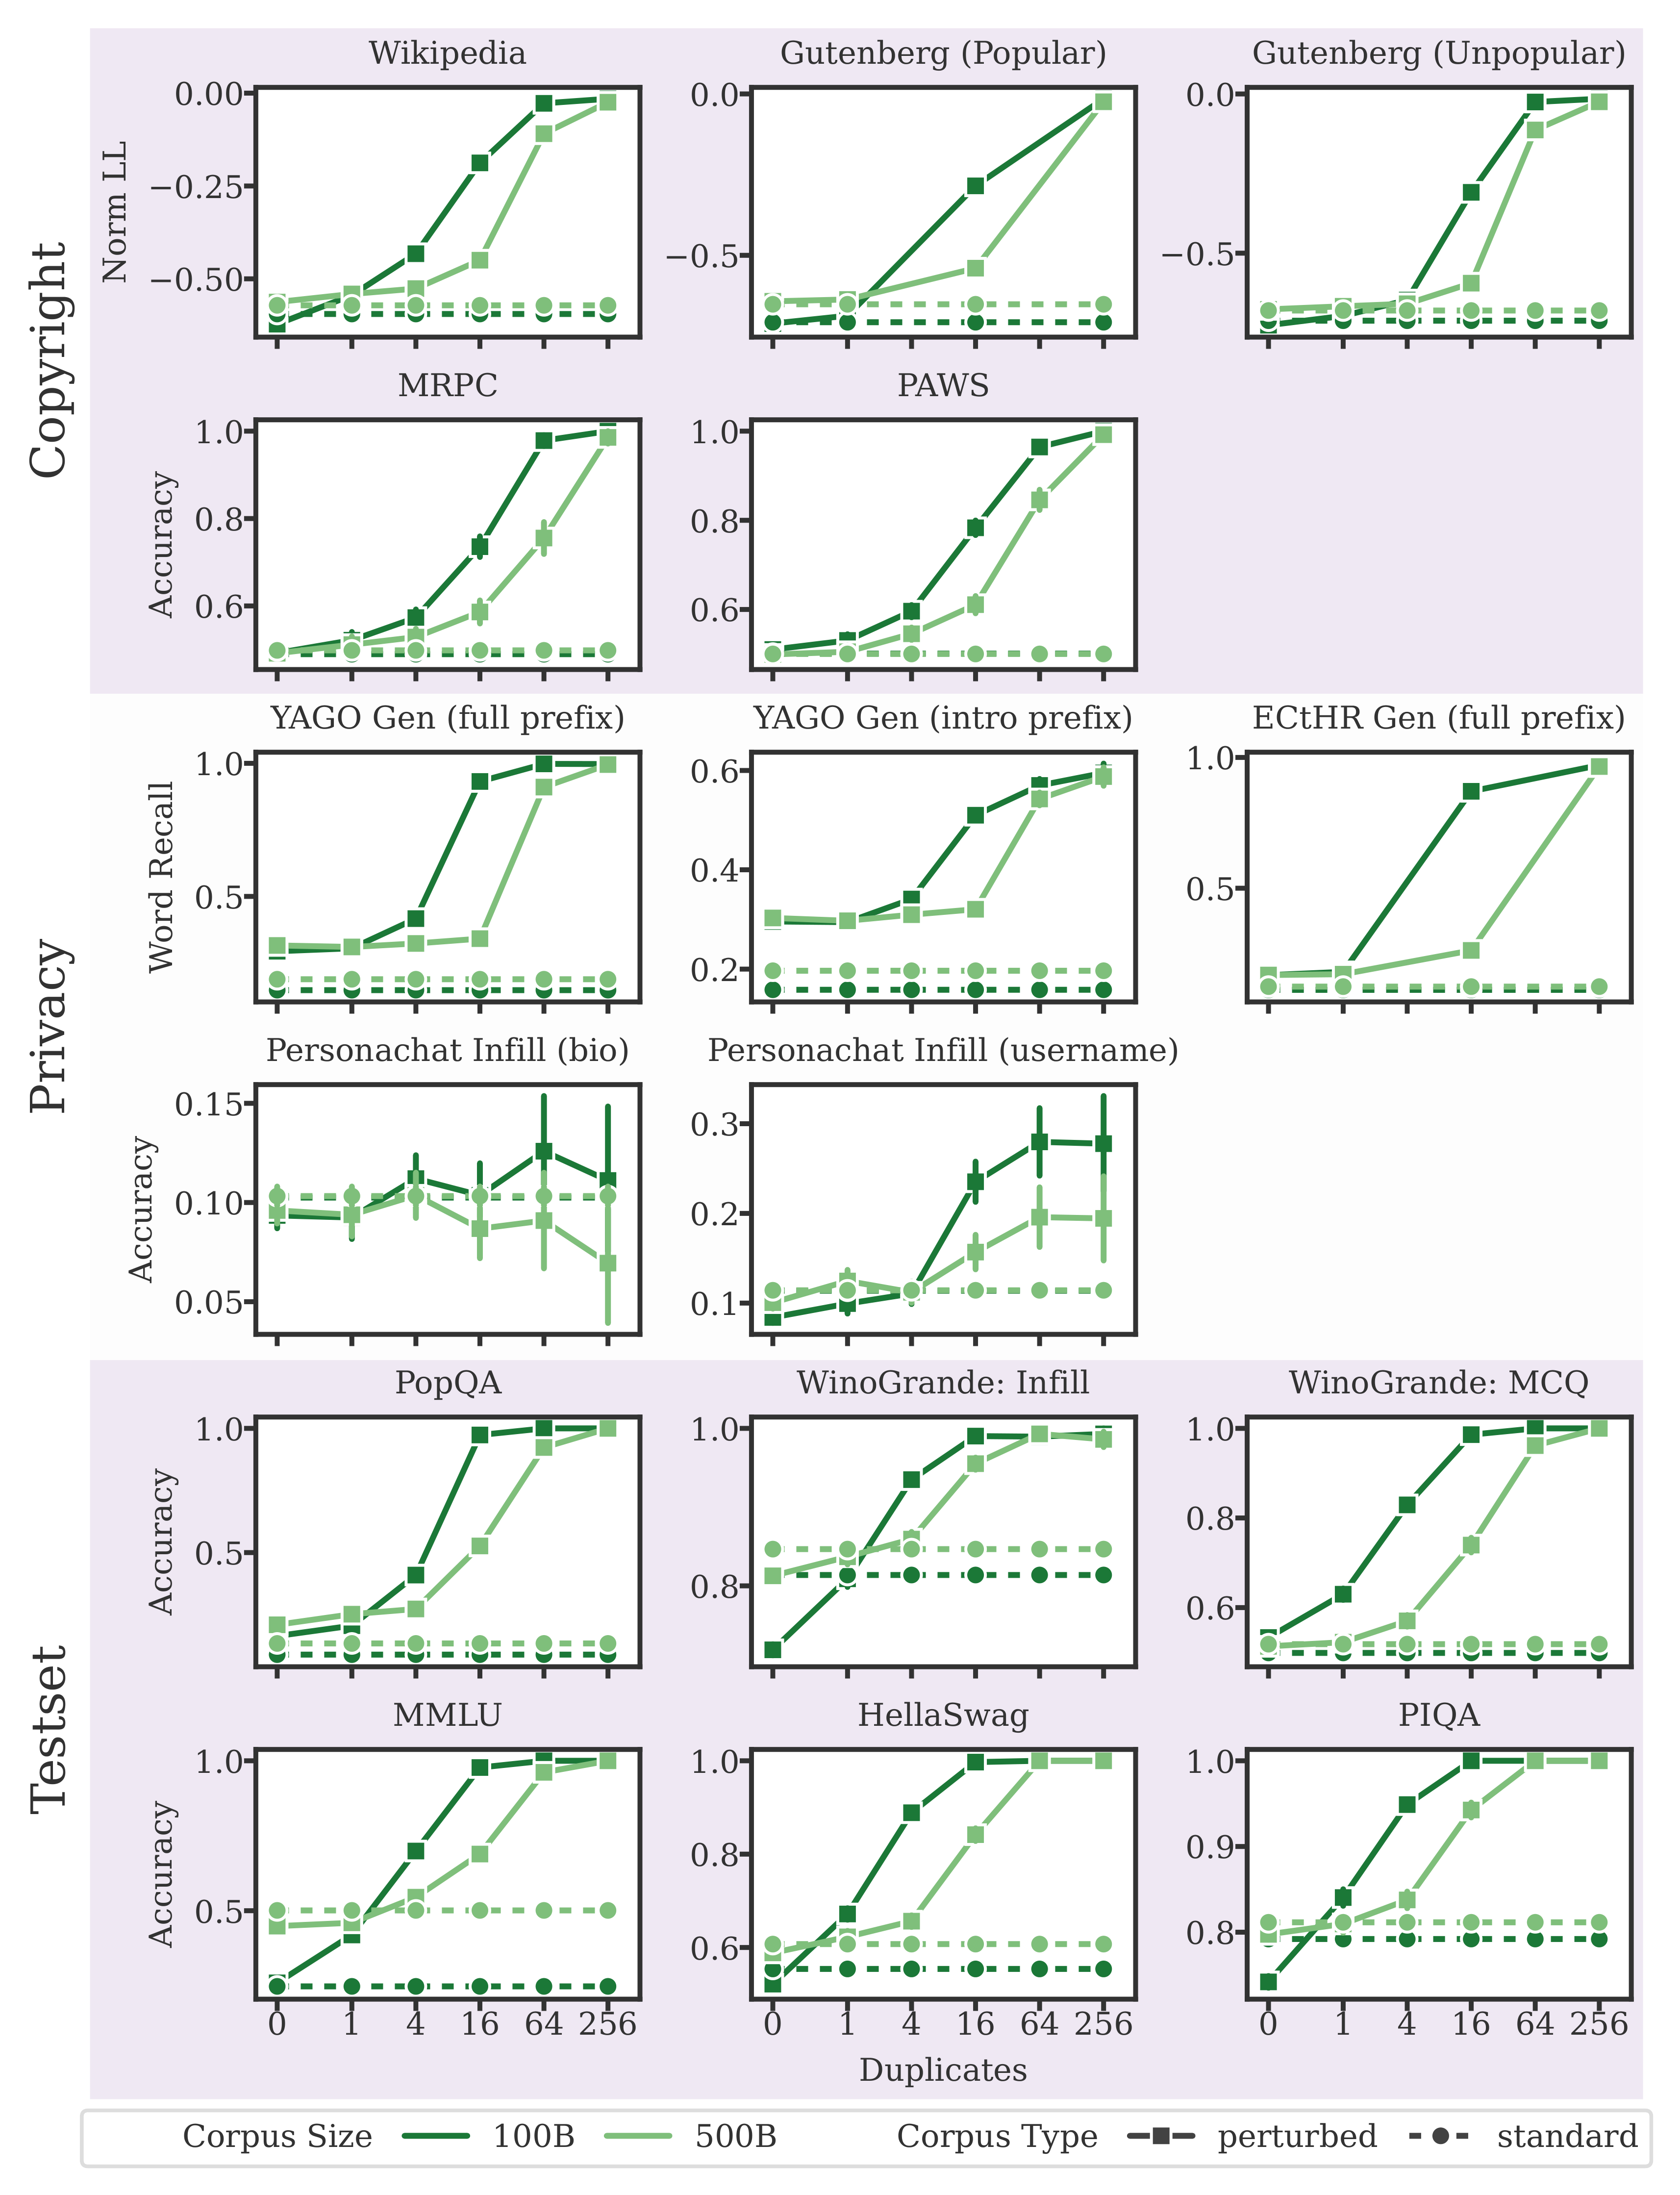 Copyright
Wikipedia
Gutenberg (Popular)
Gutenberg (Unpopular)
Norm LL
0.00
−0.25
−0.50
0.0
−0.5
0.0
−0.5
MRPC
PAWS
Accuracy
1.0
0.8
0.6
1.0
0.8
0.6
Privacy
YAGO Gen (full prefix)
YAGO Gen (intro prefix)
ECtHR Gen (full prefix)
Word Recall
1.0
0.5
0.6
0.4
0.2
1.0
0.5
Personachat Infill (bio)
Personachat Infill (username)
Accuracy
0.15
0.10
0.05
0.3
0.2
0.1
Testset
PopQA
WinoGrande: Infill
WinoGrande: MCQ
Accuracy
1.0
0.5
1.0
0.8
1.0
0.8
0.6
MMLU
HellaSwag
PIQA
Accuracy
1.0
0.5
1.0
0.8
0.6
1.0
0.9
0.8
0 1 4 16 64 256
0 1 4 16 64 256
0 1 4 16 64 256
Duplicates
Corpus Size 100B 500B Corpus Type perturbed standard